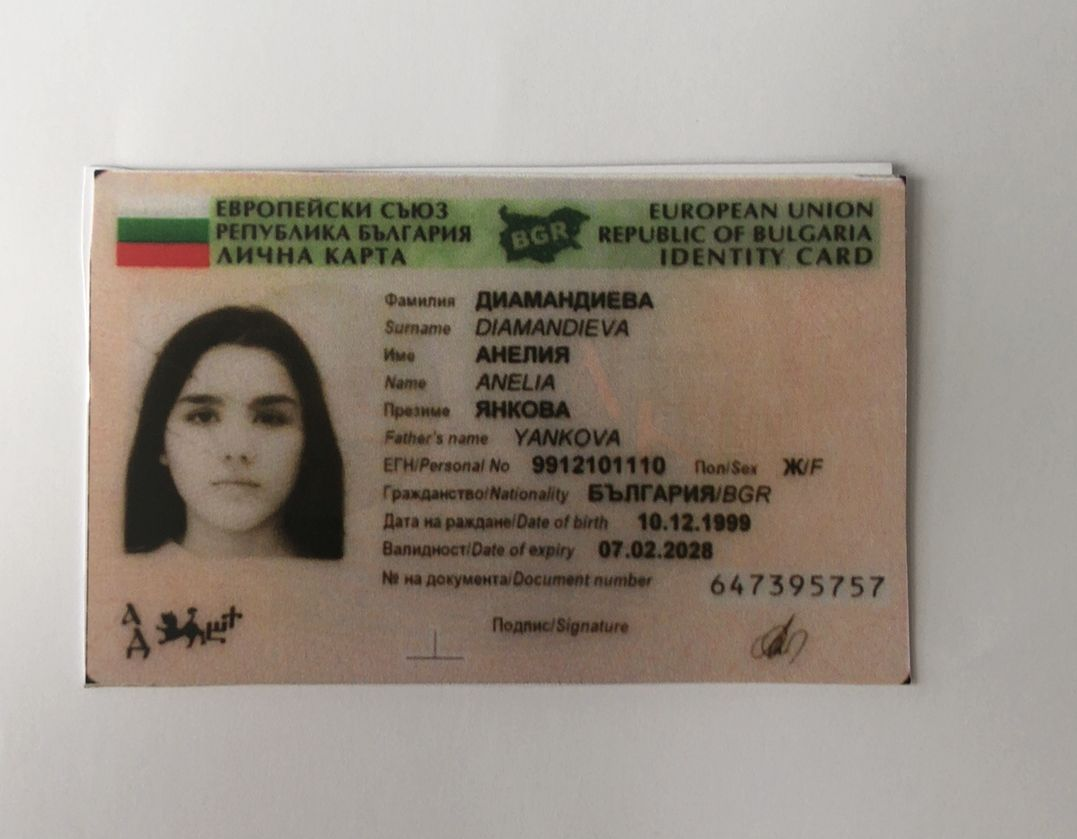 ЕВРОПЕЙСКИ СЪЮЗ
РЕПУБЛИКА БЪЛГАРИЯ
ЛИЧНА КАРТА
BGR
EUROPEAN UNION
REPUBLIC OF BULGARIA
IDENTITY CARD
Фамилия ДИАМАНДИЕВА
Surname DIAMANDIEVA
Име АНЕЛИЯ
Name ANELIA
Презиме ЯНКОВА
Father's name YANKOVA
ЕГН/Personal No 9912101110 Пол/Sex Ж/F
Гражданство/Nationality БЪЛГАРИЯ/BGR
Дата на раждане/Date of birth 10.12.1999
Валидност/Date of expiry 07.02.2028
№ на документа/Document number 647395757
Подпис/Signature